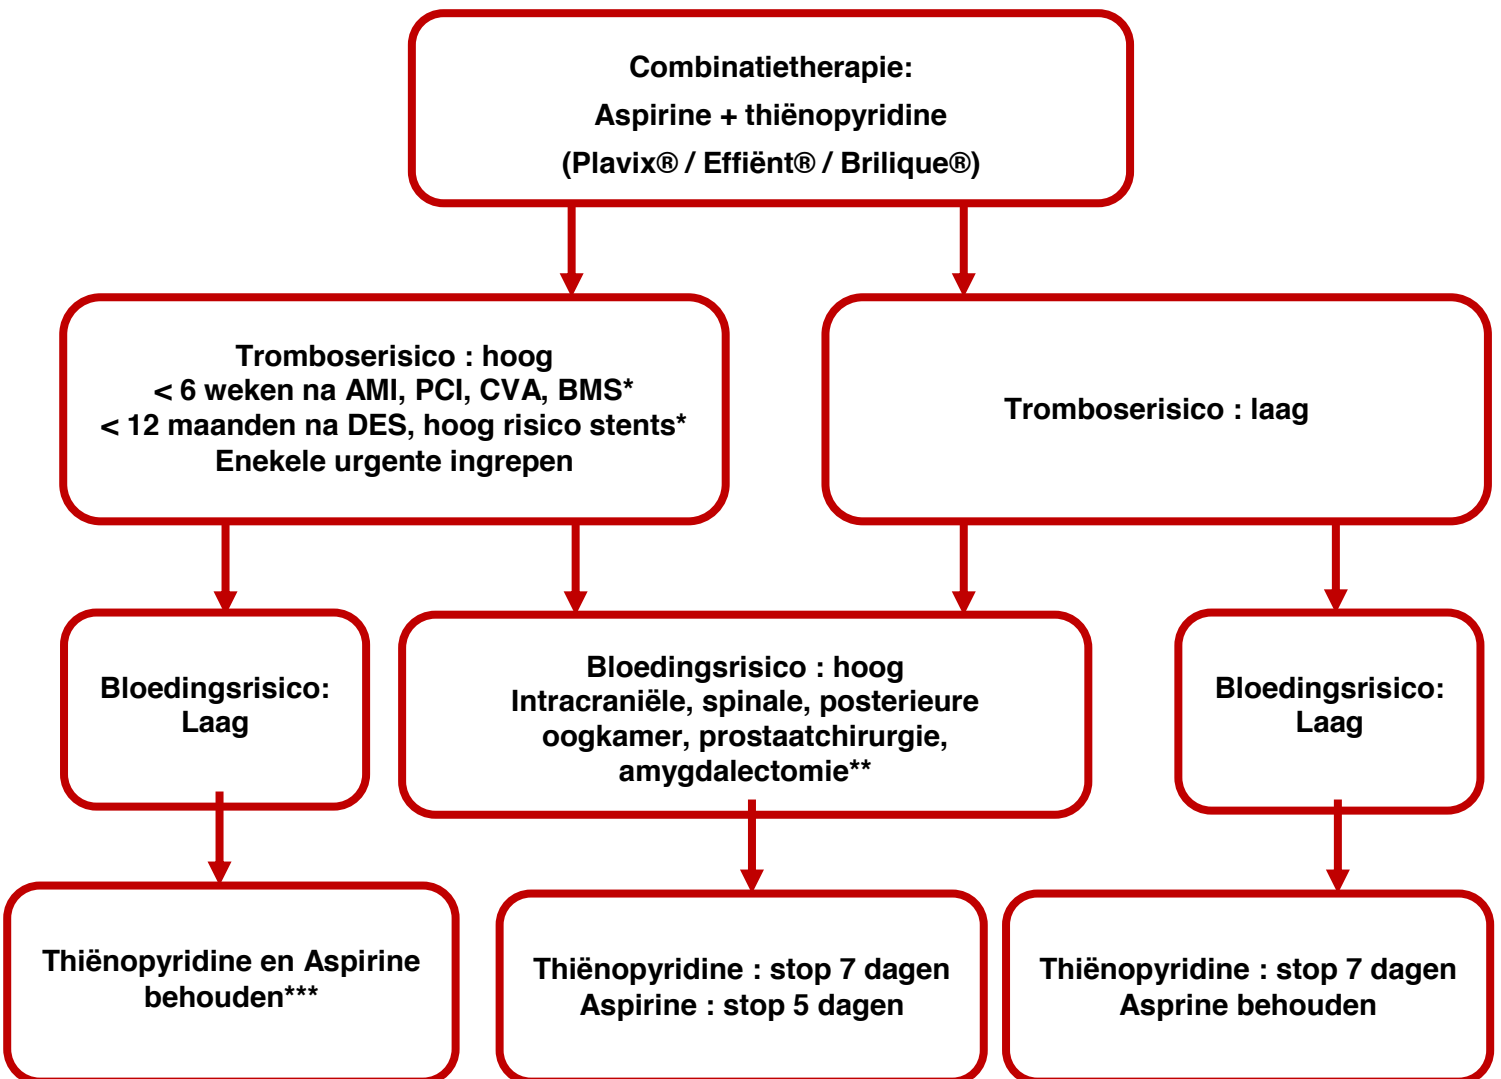 Combinatietherapie:
Aspirine + thiënopyridine
(Plavix® / Effiënt® / Brilique®)
Tromboserisico : hoog
< 6 weken na AMI, PCI, CVA, BMS*
< 12 maanden na DES, hoog risico stents*
Enekele urgente ingrepen
Tromboserisico : laag
Bloedingsrisico:
Laag
Bloedingsrisico : hoog
Intracraniële, spinale, posterieure
oogkamer, prostaatchirurgie,
amygdalectomie**
Bloedingsrisico:
Laag
Thiënopyridine en Aspirine
behouden***
Thiënopyridine : stop 7 dagen
Aspirine : stop 5 dagen
Thiënopyridine : stop 7 dagen
Asprine behouden